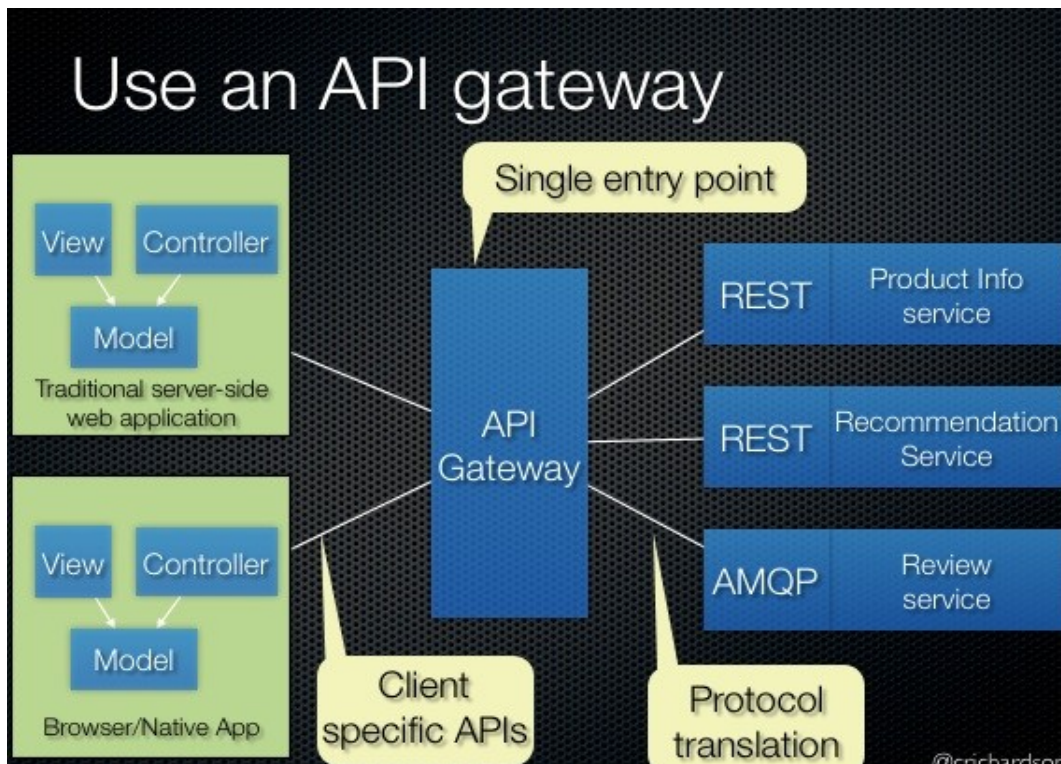 Use an API gateway
Single entry point
View
Controller
Model
Traditional server-side
web application
View
Controller
Model
Browser/Native App
API
Gateway
Client
specific APIs
Protocol
translation
REST
Product Info
service
REST
Recommendation
Service
AMQP
Review
service